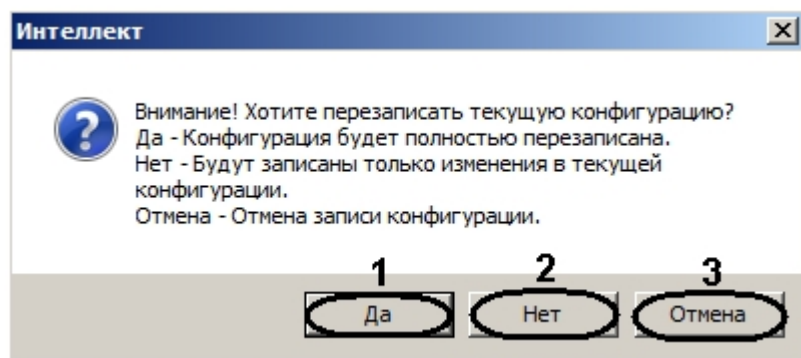 Интеллект
Внимание! Хотите перезаписать текущую конфигурацию?
Да - Конфигурация будет полностью перезаписана.
Нет - Будут записаны только изменения в текущей
конфигурации.
Отмена - Отмена записи конфигурации.
1 2 3
Да Нет Отмена